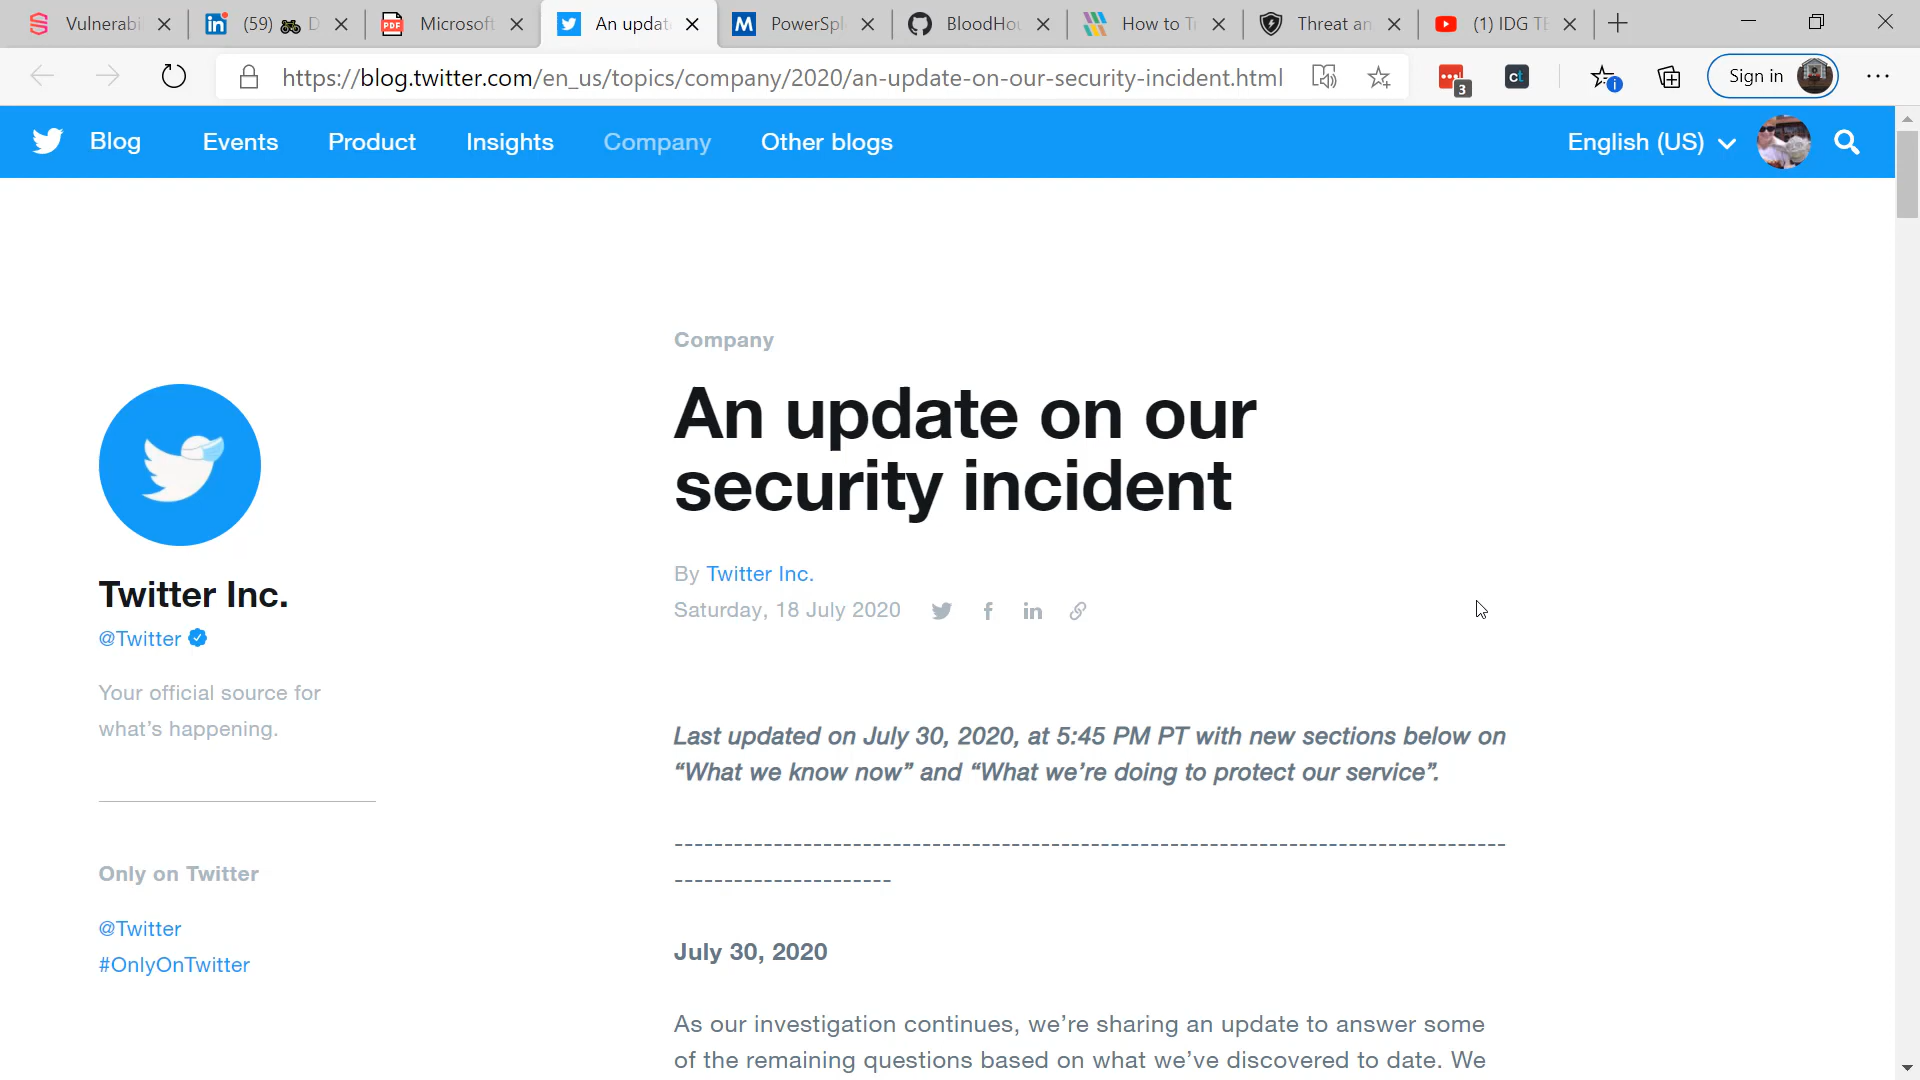 Vulnerabi
(59)
Microsoft
An updat
PowerSpl
BloodHou
How to T
Threat an
(1) IDG TE
https://blog.twitter.com/en_us/topics/company/2020/an-update-on-our-security-incident.html
3
ct
Sign in
Blog
Events
Product
Insights
Company
Other blogs
English (US)
Company
An update on our
security incident
By Twitter Inc.
Saturday, 18 July 2020
Twitter Inc.
@Twitter
Your official source for
what’s happening.
Only on Twitter
@Twitter
#OnlyOnTwitter
Last updated on July 30, 2020, at 5:45 PM PT with new sections below on
“What we know now” and “What we’re doing to protect our service”.
-----------------------------------------------------------------------------------
----------------------
July 30, 2020
As our investigation continues, we’re sharing an update to answer some
of the remaining questions based on what we’ve discovered to date. We